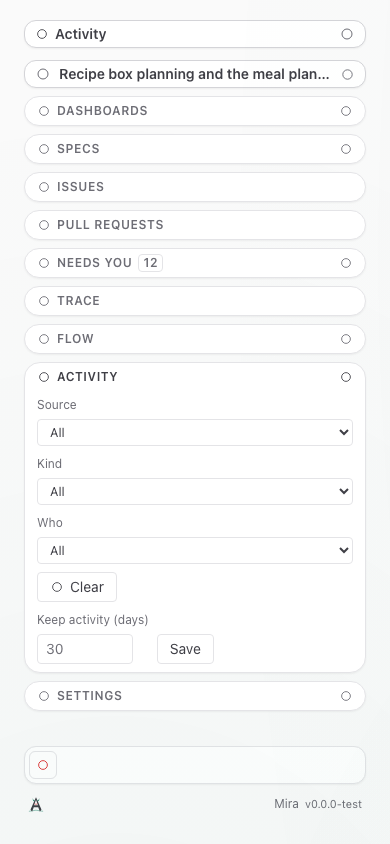 Activity
Recipe box planning and the meal plan...
DASHBOARDS
SPECS
ISSUES
PULL REQUESTS
NEEDS YOU 12
TRACE
FLOW
ACTIVITY
Source
All
Kind
All
Who
All
Clear
Keep activity (days)
30 Save
SETTINGS
Mira v0.0.0-test